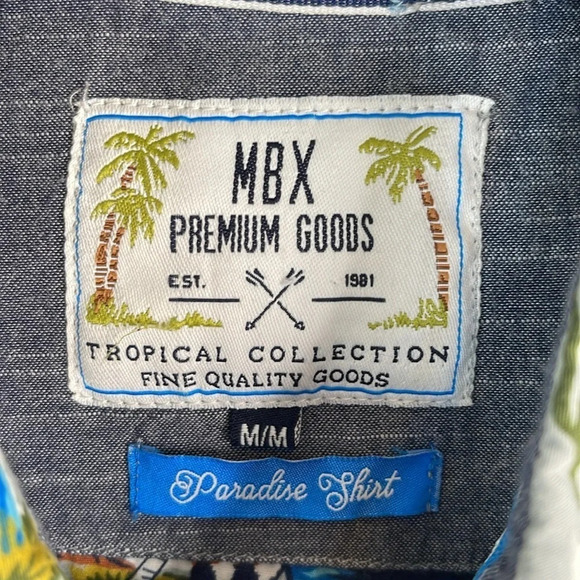 MBX
PREMIUM GOODS
EST. 1981
TROPICAL COLLECTION
FINE QUALITY GOODS
M/M
Paradise Shirt